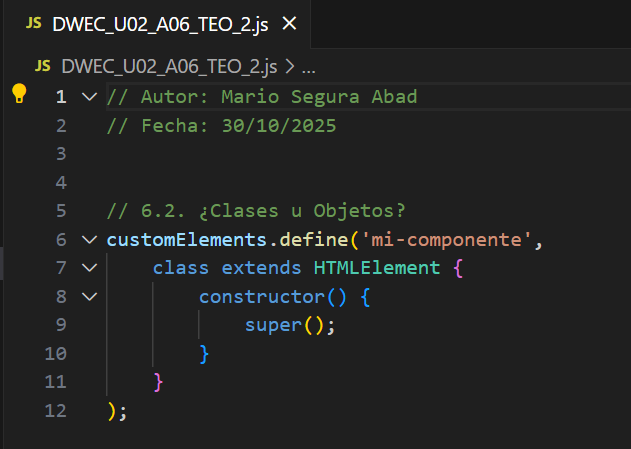 JS DWEC_U02_A06_TEO_2.js ×
JS DWEC_U02_A06_TEO_2.js > ...
1 // Autor: Mario Segura Abad
2 // Fecha: 30/10/2025
3
4
5 // 6.2. ¿Clases u Objetos?
6 customElements.define('mi-componente',
7     class extends HTMLElement {
8         constructor() {
9             super();
10         }
11     }
12 );